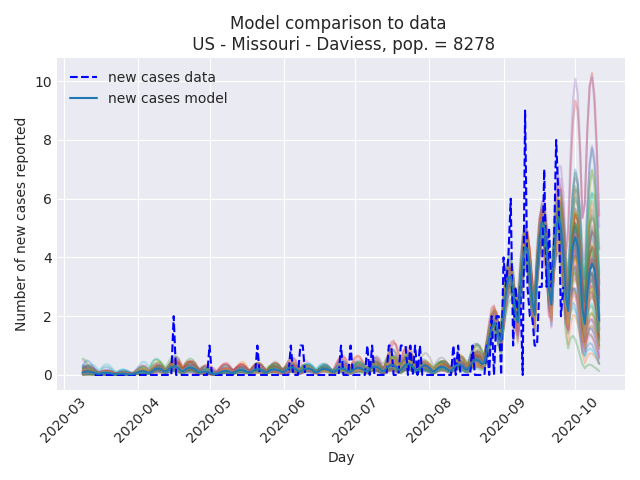 Model comparison to data
US - Missouri - Daviess, pop. = 8278
new cases data
new cases model
Number of new cases reported
10
8
6
4
2
0
2020-03
2020-04
2020-05
2020-06
2020-07
2020-08
2020-09
2020-10
Day